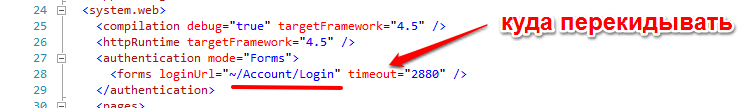 24 <system.web>
25 <compilation debug="true" targetFramework="4.5" />
26 <httpRuntime targetFramework="4.5" />
27 <authentication mode="Forms">
28 <forms loginUrl="~/Account/Login" timeout="2880" />
29 </authentication>
30 <pages>
куда перекидывать